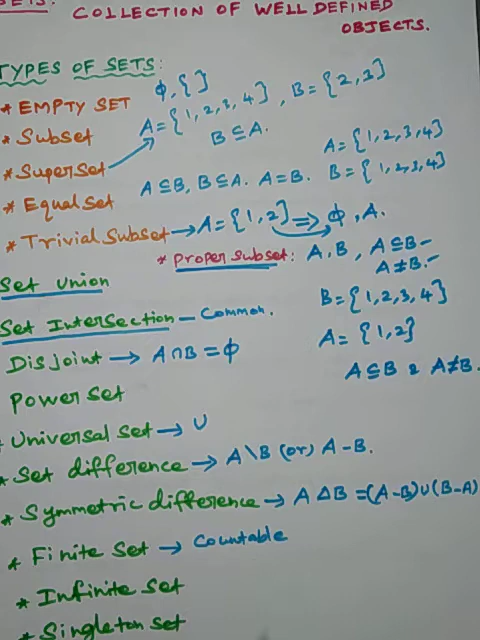 SETS: COLLECTION OF WELL DEFINED
OBJECTS.
TYPES OF SETS:
* EMPTY SET ϕ, { }
* Subset A = {1, 2, 3, 4}, B = {2, 3}
B ⊆ A.
* Superset
A = {1, 2, 3, 4}
B = {1, 2, 3, 4}
* Equal set A ⊆ B, B ⊆ A. A = B.
* Trivial Subset → A = {1, 2} ⇒ ϕ, A.
* Proper subset: A, B, A ⊆ B -
A ≠ B. -
Set Union
B = {1, 2, 3, 4}
Set Intersection - Common.
A = {1, 2}
Disjoint → A ∩ B = ϕ
A ⊆ B & A ≠ B.
Power set
* Universal set → U
* Set difference → A \ B (or) A - B.
* Symmetric difference → A Δ B = (A - B) ∪ (B - A)
* Finite set → Countable
* Infinite set
* Singleton set